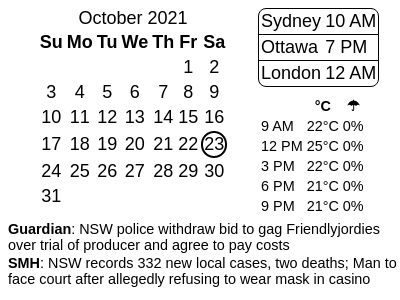 October 2021
Su Mo Tu We Th Fr Sa
1 2
3 4 5 6 7 8 9
10 11 12 13 14 15 16
17 18 19 20 21 22 23
24 25 26 27 28 29 30
31
Sydney 10 AM
Ottawa 7 PM
London 12 AM
°C ☂
9 AM 22°C 0%
12 PM 25°C 0%
3 PM 22°C 0%
6 PM 21°C 0%
9 PM 21°C 0%
Guardian: NSW police withdraw bid to gag Friendlyjordies
over trial of producer and agree to pay costs
SMH: NSW records 332 new local cases, two deaths; Man to
face court after allegedly refusing to wear mask in casino